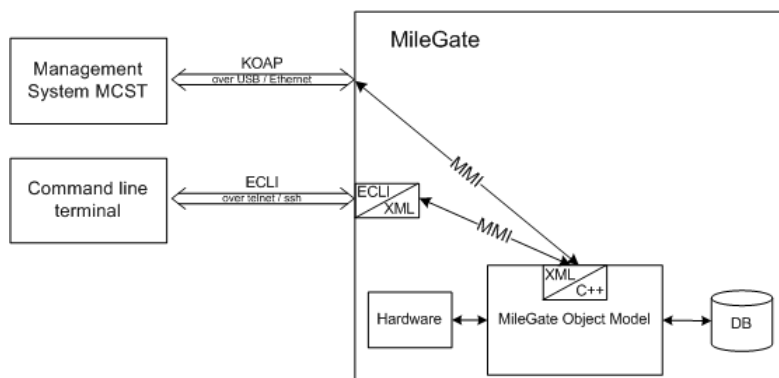 MileGate
Management
System MCST
KOAP
over USB / Ethernet
MMI
Command line
terminal
ECLI
over telnet / ssh
ECLI
XML
MMI
XML
C++
Hardware
MileGate Object Model
DB